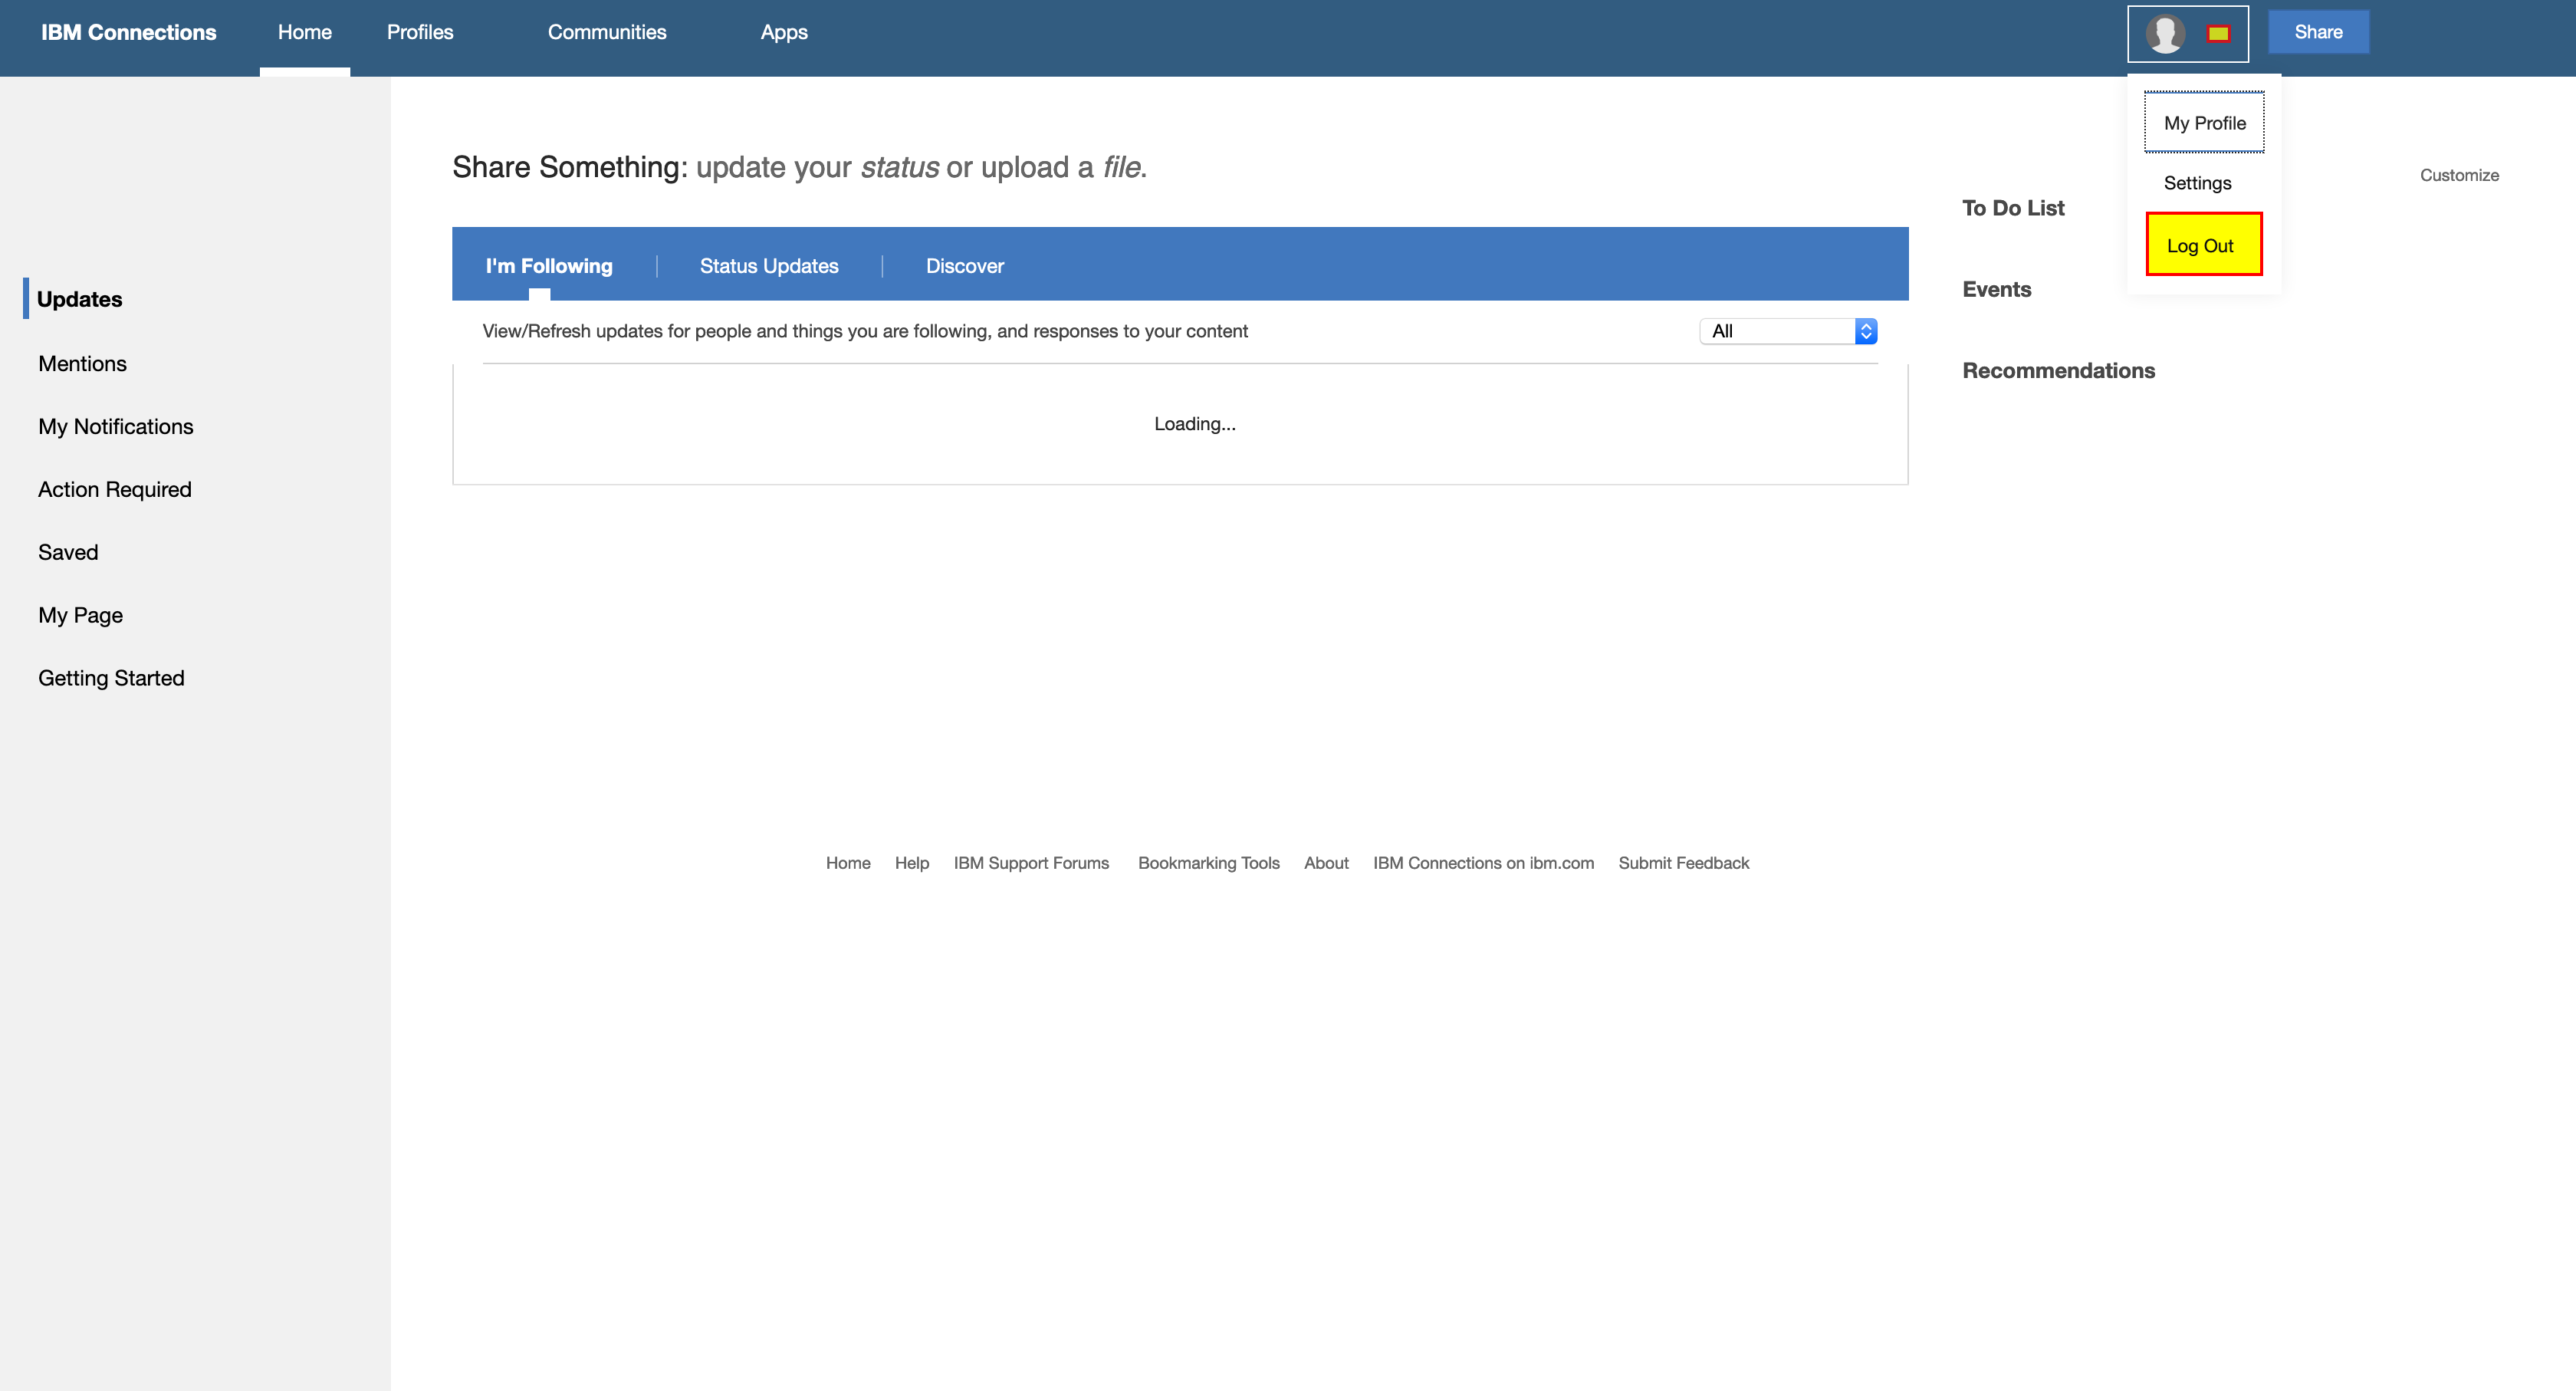 IBM Connections Home Profiles Communities Apps Share
My Profile
Settings
Log Out
Updates
Mentions
My Notifications
Action Required
Saved
My Page
Getting Started
Share Something: update your status or upload a file.
I'm Following Status Updates Discover
View/Refresh updates for people and things you are following, and responses to your content All
Loading...
Customize
To Do List
Events
Recommendations
Home Help IBM Support Forums Bookmarking Tools About IBM Connections on ibm.com Submit Feedback